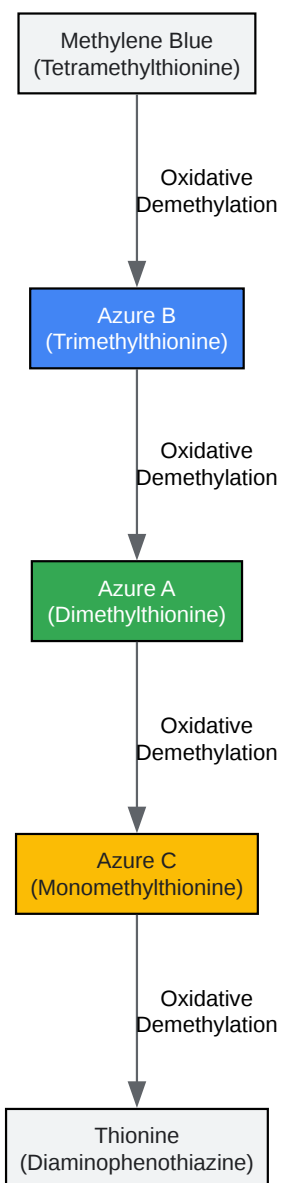 Methylene Blue
(Tetramethylthionine)
Oxidative
Demethylation
Azure B
(Trimethylthionine)
Oxidative
Demethylation
Azure A
(Dimethylthionine)
Oxidative
Demethylation
Azure C
(Monomethylthionine)
Oxidative
Demethylation
Thionine
(Diaminophenothiazine)